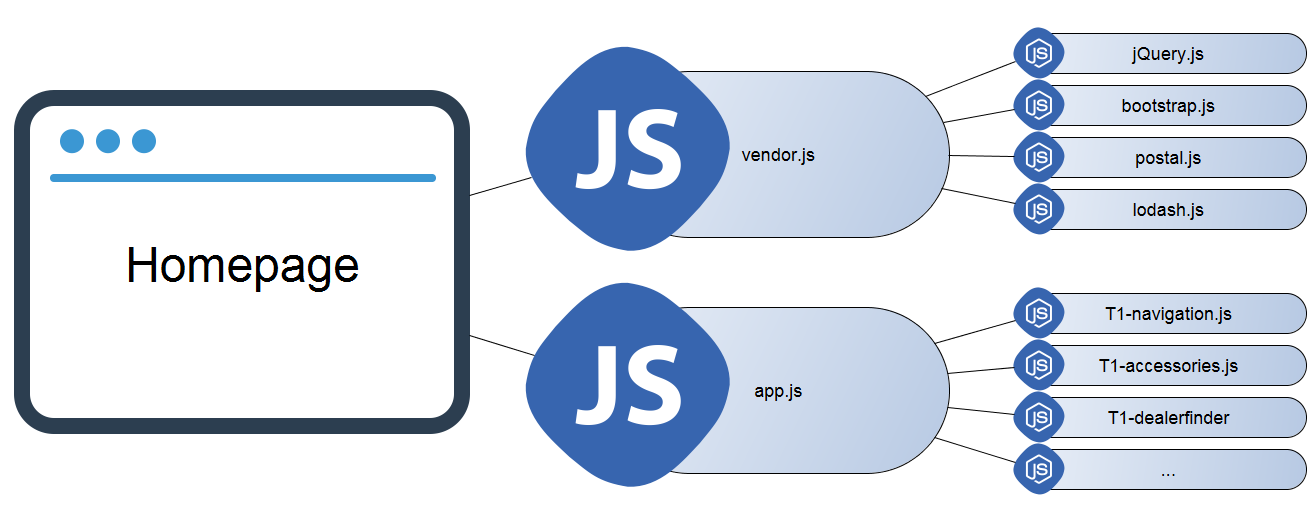 Homepage
JS
vendor.js
JS
jQuery.js
JS
bootstrap.js
JS
postal.js
JS
lodash.js
JS
app.js
JS
T1-navigation.js
JS
T1-accessories.js
JS
T1-dealerfinder
JS
...